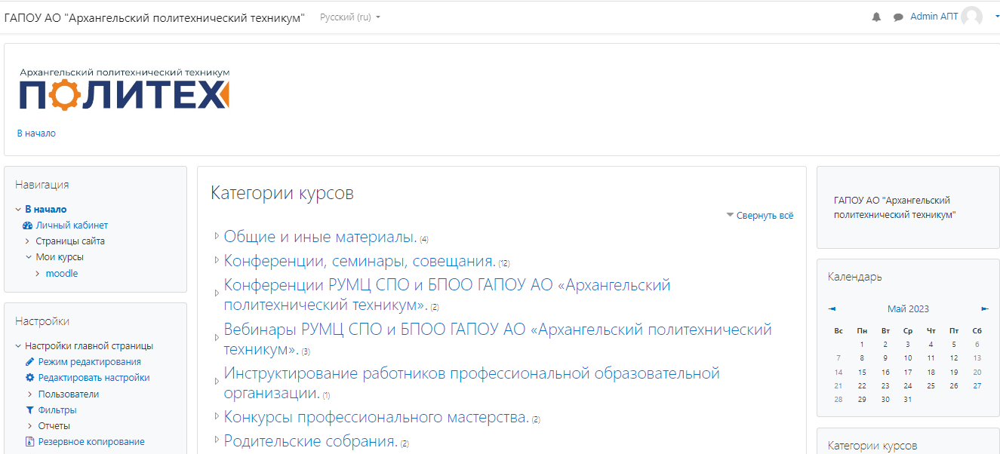 ГАПОУ АО "Архангельский политехнический техникум"
Русский (ru)
Admin АПТ
Архангельский политехнический техникум
ПОЛИТЕХ
В начало
Навигация
В начало
Личный кабинет
Страницы сайта
Мои курсы
moodle
Настройки
Настройки главной страницы
Режим редактирования
Редактировать настройки
Пользователи
Фильтры
Отчеты
Резервное копирование
Категории курсов
Свернуть всё
Общие и иные материалы. (4)
Конференции, семинары, совещания. (12)
Конференции РУМЦ СПО и БПОО ГАПОУ АО «Архангельский
политехнический техникум». (2)
Вебинары РУМЦ СПО и БПОО ГАПОУ АО «Архангельский политехнический
техникум». (3)
Инструктирование работников профессиональной образовательной
организации. (1)
Конкурсы профессионального мастерства. (2)
Родительские собрания. (2)
ГАПОУ АО "Архангельский
политехнический техникум"
Календарь
Май 2023
Вс Пн Вт Ср Чт Пт Сб
1 2 3 4 5 6
7 8 9 10 11 12 13
14 15 16 17 18 19 20
21 22 23 24 25 26 27
28 29 30 31
Категории курсов